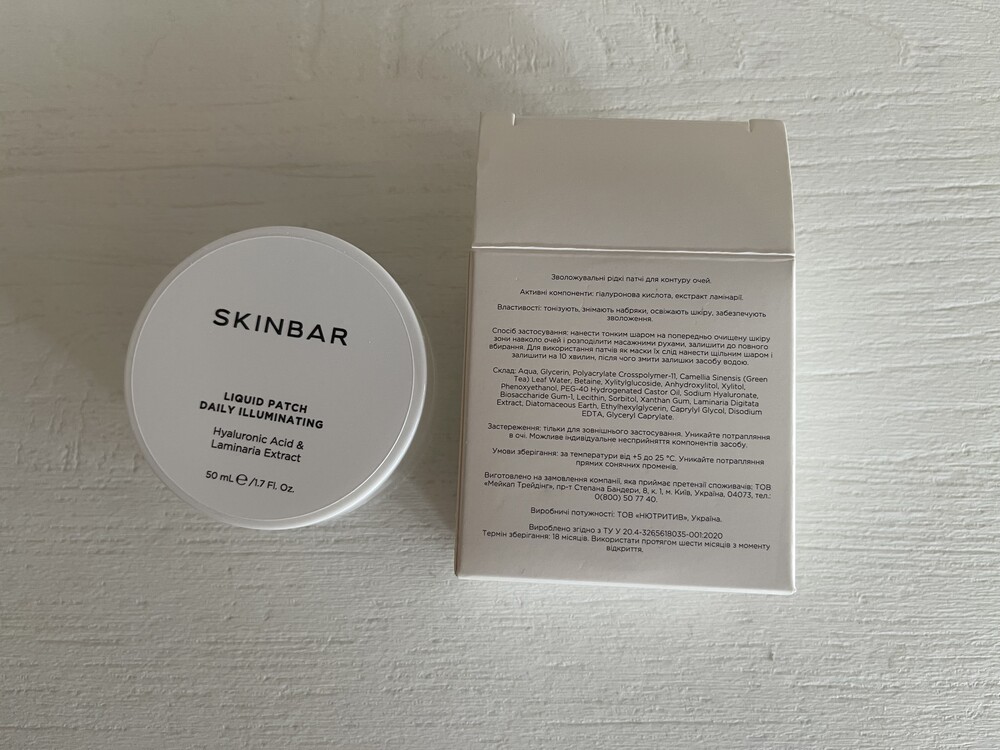 SKINBAR
LIQUID PATCH
DAILY ILLUMINATING
Hyaluronic Acid &
Laminaria Extract
50 mL ℮ /1.7 Fl. Oz.
Зволожувальні рідкі патчі для контуру очей.
Активні компоненти: гіалуронова кислота, екстракт ламінарії.
Властивості: тонізують, знімають набряки, освіжають шкіру, забезпечують
зволоження.
Спосіб застосування: нанести тонким шаром на попередньо очищену шкіру
зони навколо очей і розподілити масажними рухами, залишити до повного
вбирання. Для використання патчів як маски їх слід нанести щільним шаром і
залишити на 10 хвилин, після чого змити залишки засобу водою.
Склад: Aqua, Glycerin, Polyacrylate Crosspolymer-11, Camellia Sinensis (Green
Tea) Leaf Water, Betaine, Xylitylglucoside, Anhydroxylitol, Xylitol,
Phenoxyethanol, PEG-40 Hydrogenated Castor Oil, Sodium Hyaluronate,
Biosaccharide Gum-1, Lecithin, Sorbitol, Xanthan Gum, Laminaria Digitata
Extract, Diatomaceous Earth, Ethylhexylglycerin, Caprylyl Glycol, Disodium
EDTA, Glyceryl Caprylate.
Застереження: тільки для зовнішнього застосування. Уникайте потрапляння
в очі. Можливе індивідуальне несприйняття компонентів засобу.
Умови зберігання: за температури від +5 до 25 °C. Уникайте потрапляння
прямих сонячних променів.
Виготовлено на замовлення компанії, яка приймає претензії споживачів: ТОВ
«Мейкап Трейдінг», пр-т Степана Бандери, 8, к. 1, м. Київ, Україна, 04073, тел.:
0(800) 50 77 40.
Виробничі потужності: ТОВ «НЮТРИТИВ», Україна.
Вироблено згідно з ТУ У 20.4-3265618035-001:2020
Термін зберігання: 18 місяців. Використати протягом шести місяців з моменту
відкриття.